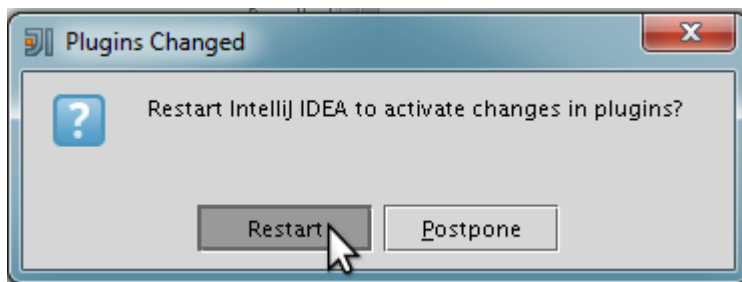 Plugins Changed
Restart IntelliJ IDEA to activate changes in plugins?
Restart
Postpone